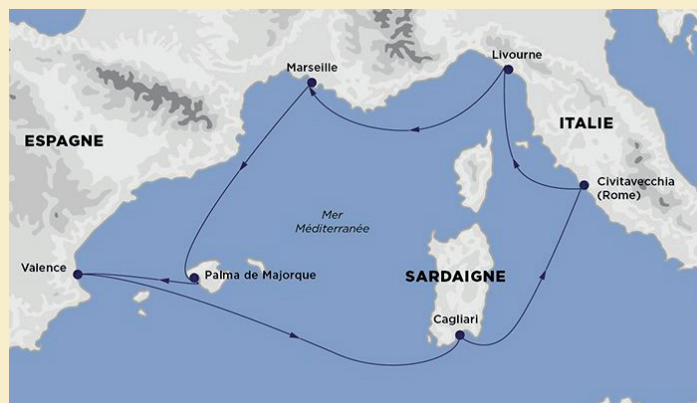 Livourne
Marseille
ITALIE
ESPAGNE
Civitavecchia
(Rome)
Mer
Méditerranée
Valence
Palma de Majorque
SARDAIGNE
Cagliari